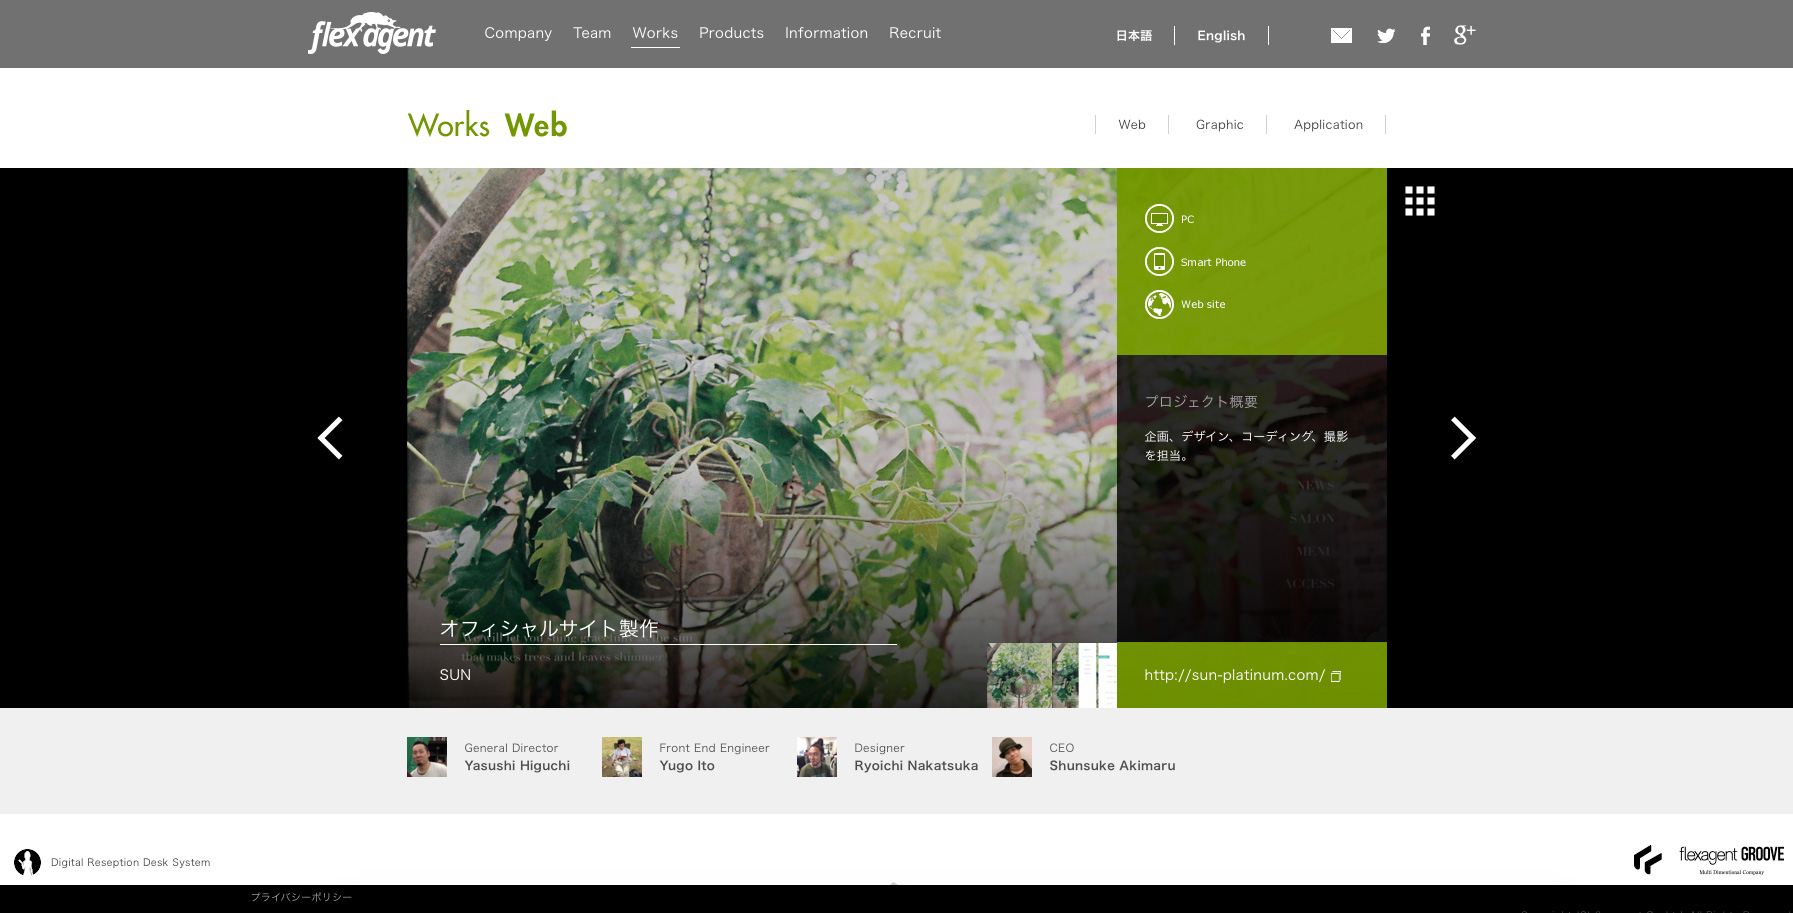 flexagent
Company Team Works Products Information Recruit
日本語 English
Works Web
Web Graphic Application
PC
Smart Phone
Web site
プロジェクト概要
企画、デザイン、コーディング、撮影
を担当。
NEWS
SALON
MENU
ACCESS
オフィシャルサイト製作
We will let you shine graceful the sun
that makes trees and leaves shimmer
SUN
http://sun-platinum.com/
General Director
Yasushi Higuchi
Front End Engineer
Yugo Ito
Designer
Ryoichi Nakatsuka
CEO
Shunsuke Akimaru
Digital Reseption Desk System
flexagent GROOVE
Multi Dimentional Company
プライバシーポリシー